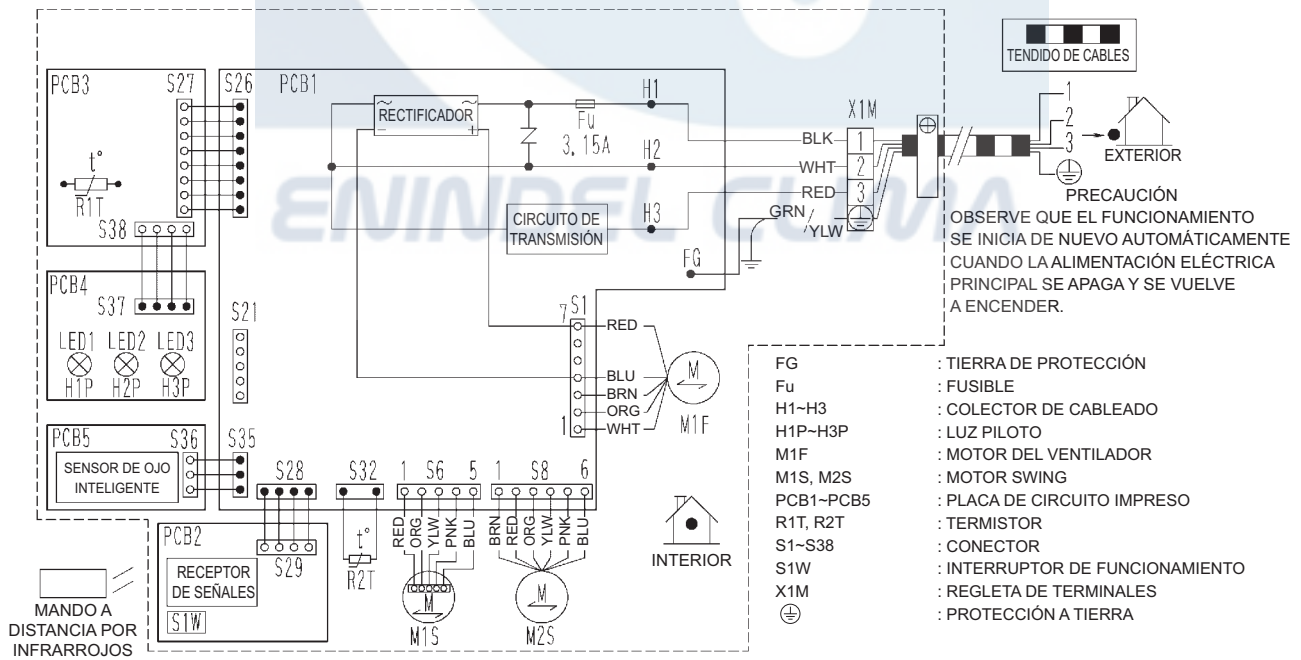 TENDIDO DE CABLES
PCB3
S27
S26
PCB1
RECTIFICADOR
~
~
−
+
Fu
3,15A
H1
H2
H3
X1M
BLK
WHT
RED
GRN
/YLW
1
2
3
1
2
3
EXTERIOR
PRECAUCIÓN
OBSERVE QUE EL FUNCIONAMIENTO
SE INICIA DE NUEVO AUTOMÁTICAMENTE
CUANDO LA ALIMENTACIÓN ELÉCTRICA
PRINCIPAL SE APAGA Y SE VUELVE
A ENCENDER.
t°
R1T
S38
CIRCUITO DE
TRANSMISIÓN
ENINDEL CLIMA
FG
PCB4
S37
LED1 LED2 LED3
H1P H2P H3P
S21
7
S1
RED
BLU
BRN
ORG
WHT
1
M
M1F
PCB5
S36
S35
SENSOR DE OJO
INTELIGENTE
S28
S32
1 S6 5
1 S8 6
RED
ORG
YLW
PNK
BLU
BRN
RED
ORG
YLW
PNK
BLU
PCB2
S29
RECEPTOR
DE SEÑALES
S1W
t°
R2T
M
M1S
M
M2S
INTERIOR
MANDO A
DISTANCIA POR
INFRARROJOS
FG : TIERRA DE PROTECCIÓN
Fu : FUSIBLE
H1~H3 : COLECTOR DE CABLEADO
H1P~H3P : LUZ PILOTO
M1F : MOTOR DEL VENTILADOR
M1S, M2S : MOTOR SWING
PCB1~PCB5 : PLACA DE CIRCUITO IMPRESO
R1T, R2T : TERMISTOR
S1~S38 : CONECTOR
S1W : INTERRUPTOR DE FUNCIONAMIENTO
X1M : REGLETA DE TERMINALES
: PROTECCIÓN A TIERRA